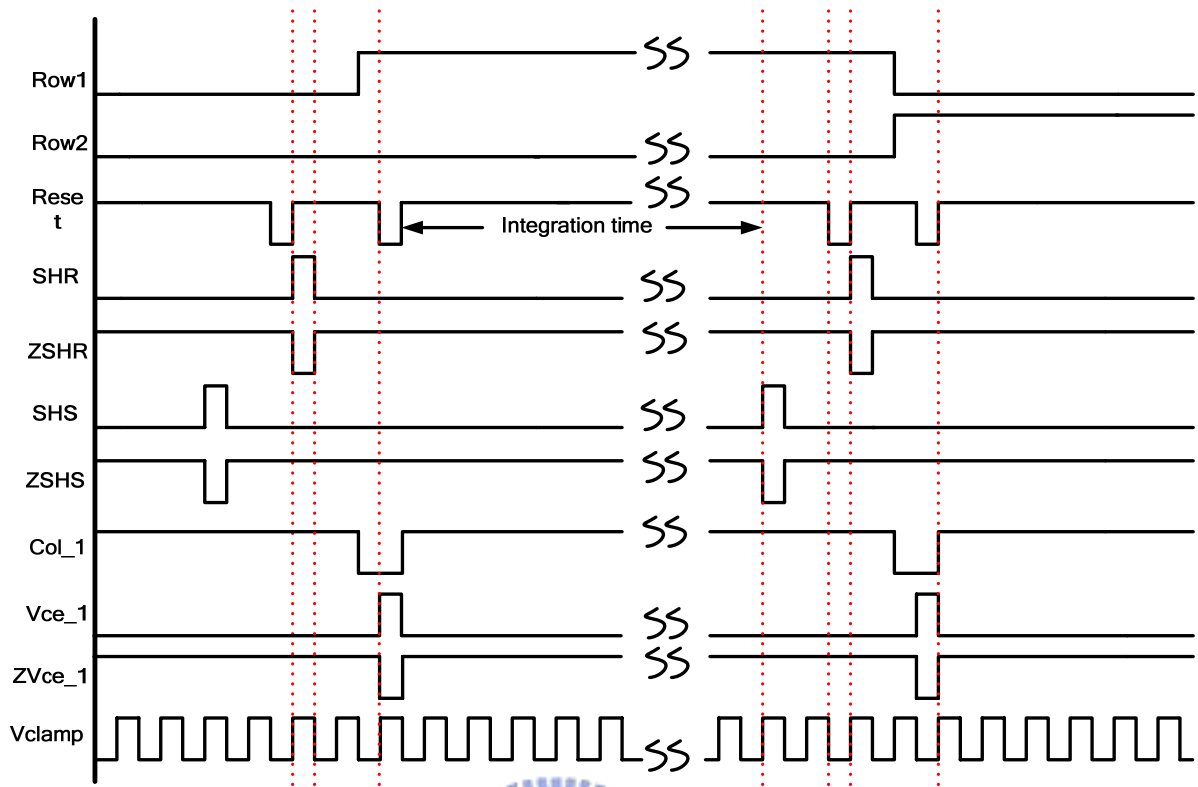 Row1
Row2
Rese
t
Integration time
SHR
ZSHR
SHS
ZSHS
Col_1
Vce_1
ZVce_1
Vclamp